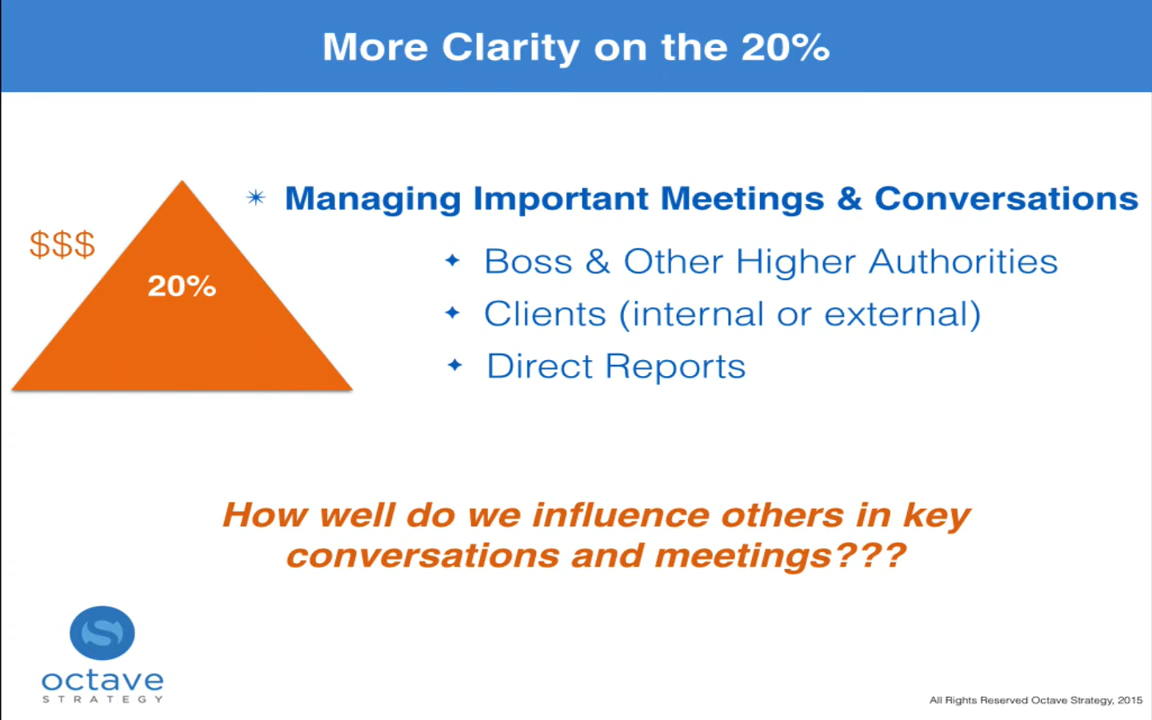 More Clarity on the 20%
✴ Managing Important Meetings & Conversations
$$$
✦ Boss & Other Higher Authorities
20%
✦ Clients (internal or external)
✦ Direct Reports
How well do we influence others in key
conversations and meetings???
octave
STRATEGY
All Rights Reserved Octave Strategy, 2015